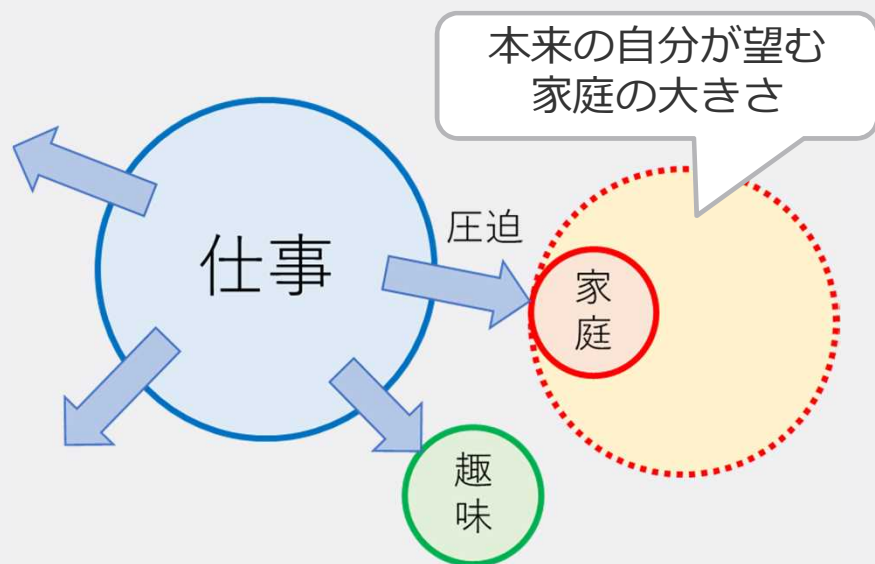 本来の自分が望む
家庭の大きさ
仕事
圧迫
家庭
趣味